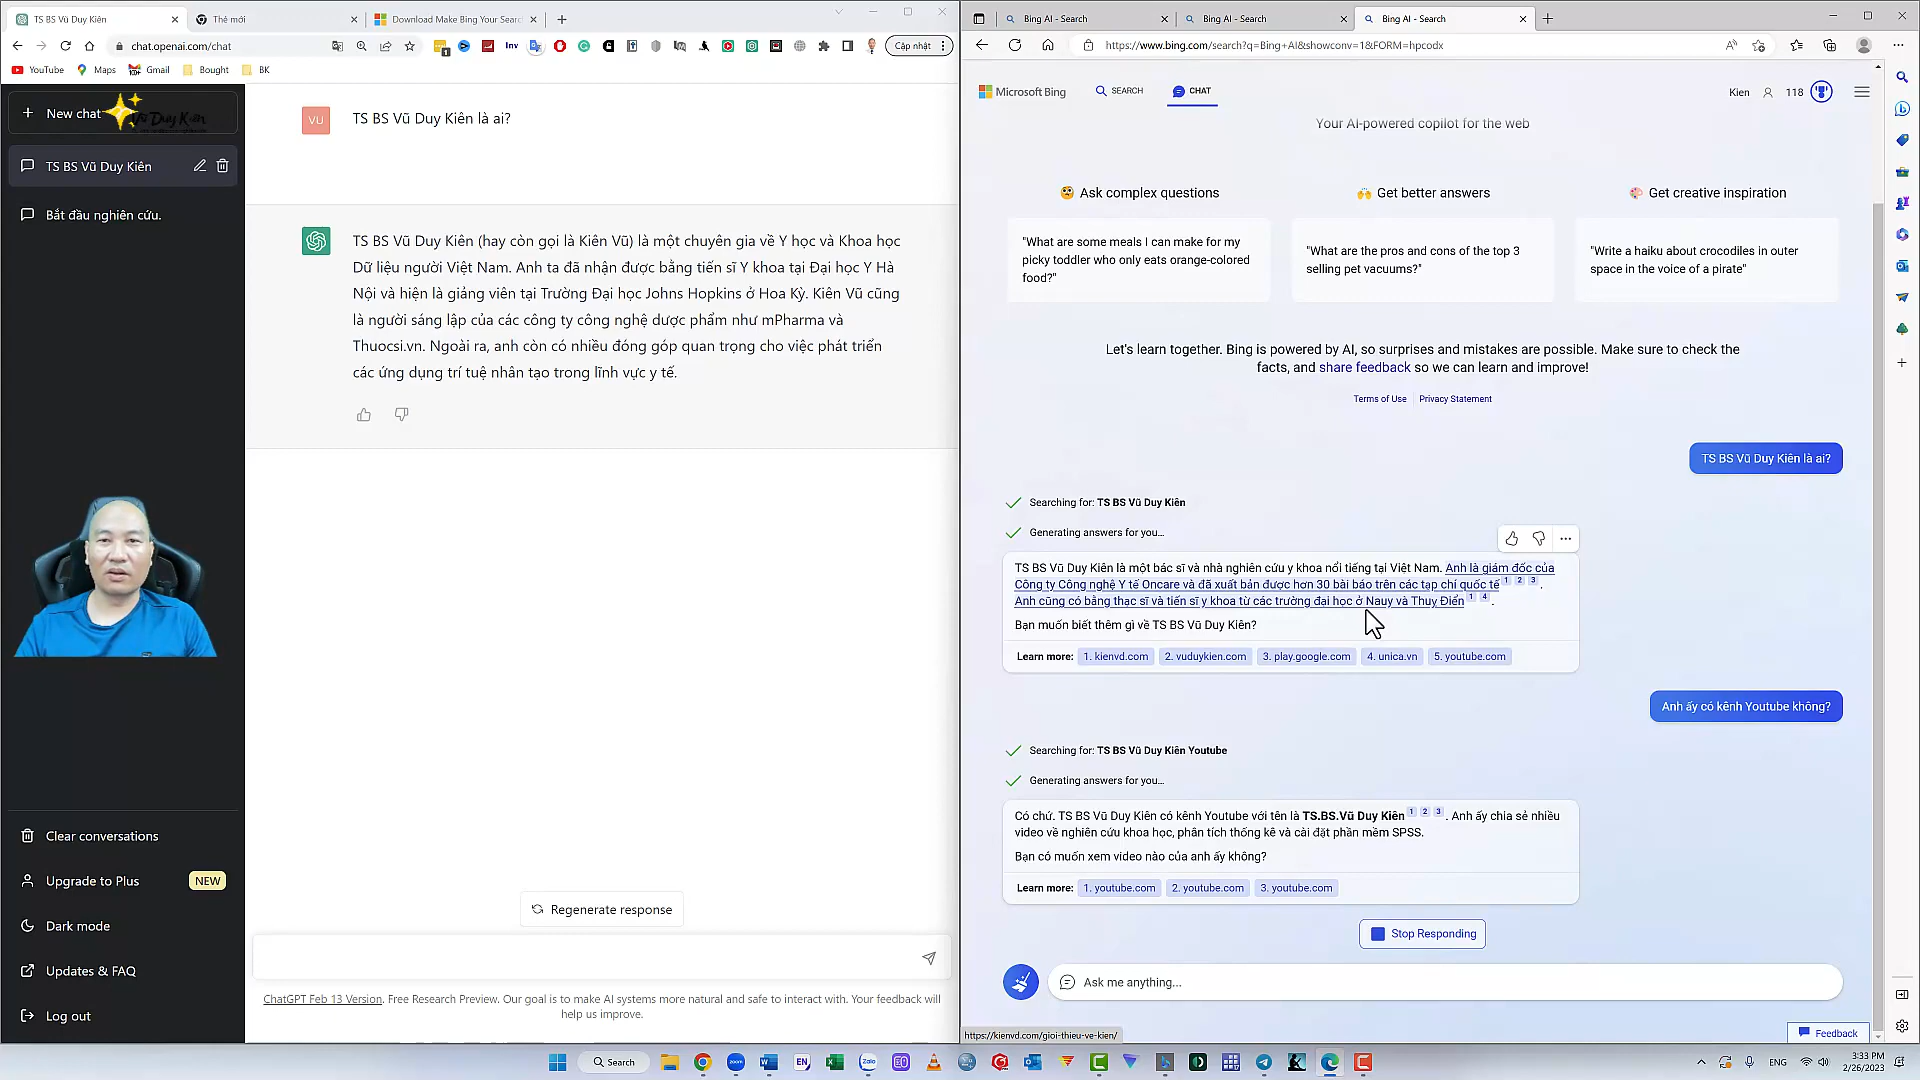 TS BS Vũ Duy Kiên
Thẻ mới
Download Make Bing Your Searc
chat.openai.com/chat
Inv
Cập nhật
YouTube
Maps
Gmail
Bought
BK
New chat
Vũ Duy Kiên
TS BS Vũ Duy Kiên
Bắt đầu nghiên cứu.
Clear conversations
Upgrade to Plus
NEW
Dark mode
Updates & FAQ
Log out
VU
TS BS Vũ Duy Kiên là ai?
TS BS Vũ Duy Kiên (hay còn gọi là Kiên Vũ) là một chuyên gia về Y học và Khoa học
Dữ liệu người Việt Nam. Anh ta đã nhận được bằng tiến sĩ Y khoa tại Đại học Y Hà
Nội và hiện là giảng viên tại Trường Đại học Johns Hopkins ở Hoa Kỳ. Kiên Vũ cũng
là người sáng lập của các công ty công nghệ dược phẩm như mPharma và
Thuocsi.vn. Ngoài ra, anh còn có nhiều đóng góp quan trọng cho việc phát triển
các ứng dụng trí tuệ nhân tạo trong lĩnh vực y tế.
Regenerate response
ChatGPT Feb 13 Version. Free Research Preview. Our goal is to make AI systems more natural and safe to interact with. Your feedback will
help us improve.
Bing AI - Search
Bing AI - Search
Bing AI - Search
https://www.bing.com/search?q=Bing+AI&showconv=1&FORM=hpcodx
Microsoft Bing
SEARCH
CHAT
Kien
118
Your AI-powered copilot for the web
Ask complex questions
Get better answers
Get creative inspiration
"What are some meals I can make for my
picky toddler who only eats orange-colored
food?"
"What are the pros and cons of the top 3
selling pet vacuums?"
"Write a haiku about crocodiles in outer
space in the voice of a pirate"
Let's learn together. Bing is powered by AI, so surprises and mistakes are possible. Make sure to check the
facts, and share feedback so we can learn and improve!
Terms of Use
Privacy Statement
TS BS Vũ Duy Kiên là ai?
Searching for: TS BS Vũ Duy Kiên
Generating answers for you...
TS BS Vũ Duy Kiên là một bác sĩ và nhà nghiên cứu y khoa nổi tiếng tại Việt Nam. Anh là giám đốc của
Công ty Công nghệ Y tế Oncare và đã xuất bản được hơn 30 bài báo trên các tạp chí quốc tế 1 2 3 .
Anh cũng có bằng thạc sĩ và tiến sĩ y khoa từ các trường đại học ở Nauy và Thụy Điển 1 4 .
Bạn muốn biết thêm gì về TS BS Vũ Duy Kiên?
Learn more: 1. kienvd.com 2. vuduykien.com 3. play.google.com 4. unica.vn 5. youtube.com
Anh ấy có kênh Youtube không?
Searching for: TS BS Vũ Duy Kiên Youtube
Generating answers for you...
Có chứ. TS BS Vũ Duy Kiên có kênh Youtube với tên là TS.BS.Vũ Duy Kiên 1 2 3 . Anh ấy chia sẻ nhiều
video về nghiên cứu khoa học, phân tích thống kê và cài đặt phần mềm SPSS.
Bạn có muốn xem video nào của anh ấy không?
Learn more: 1. youtube.com 2. youtube.com 3. youtube.com
Stop Responding
Ask me anything...
https://kienvd.com/gioi-thieu-ve-kien/
Feedback
Search
zoom
EN
Zalo
ENG
3:33 PM
2/26/2023